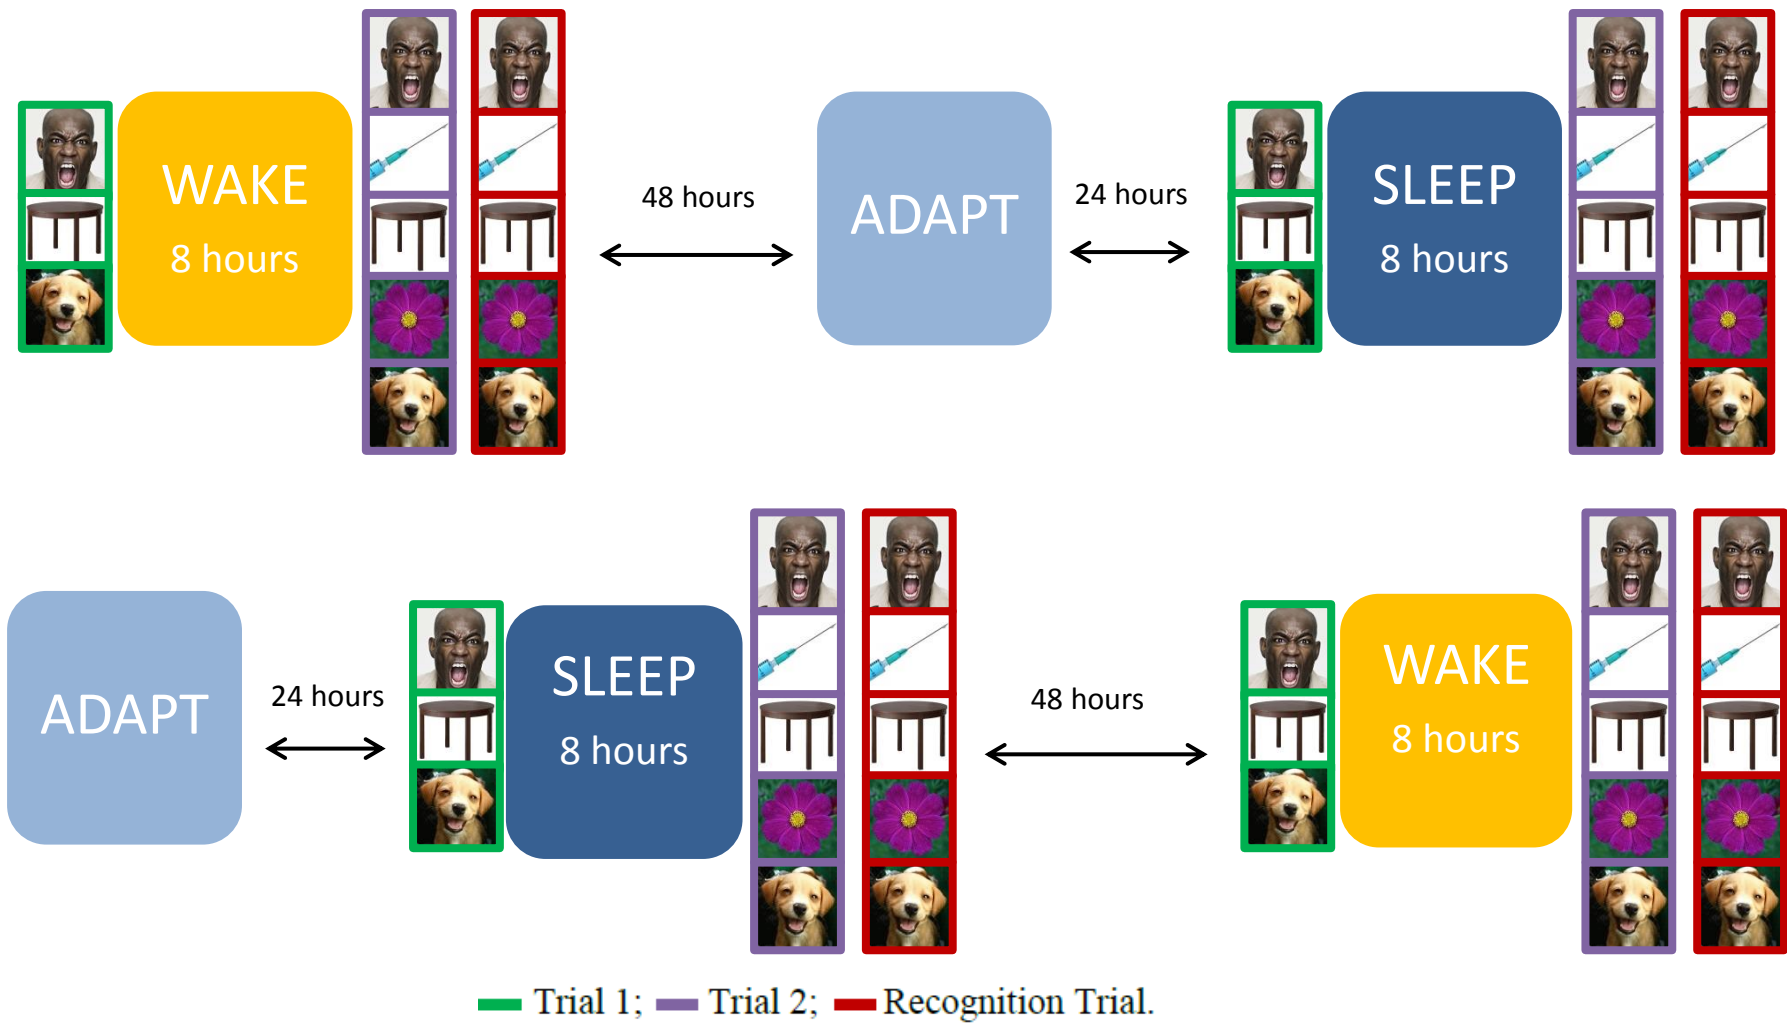 WAKE
8 hours
48 hours
ADAPT
24 hours
SLEEP
8 hours
ADAPT
24 hours
SLEEP
8 hours
48 hours
WAKE
8 hours
Trial 1; Trial 2; Recognition Trial.